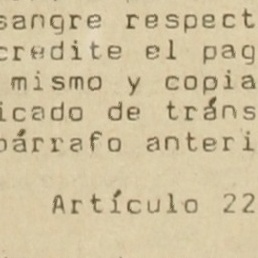 sangre respect
credite el pag
mismo y copia
icado de tráns
párrafo anteri
Artículo 22